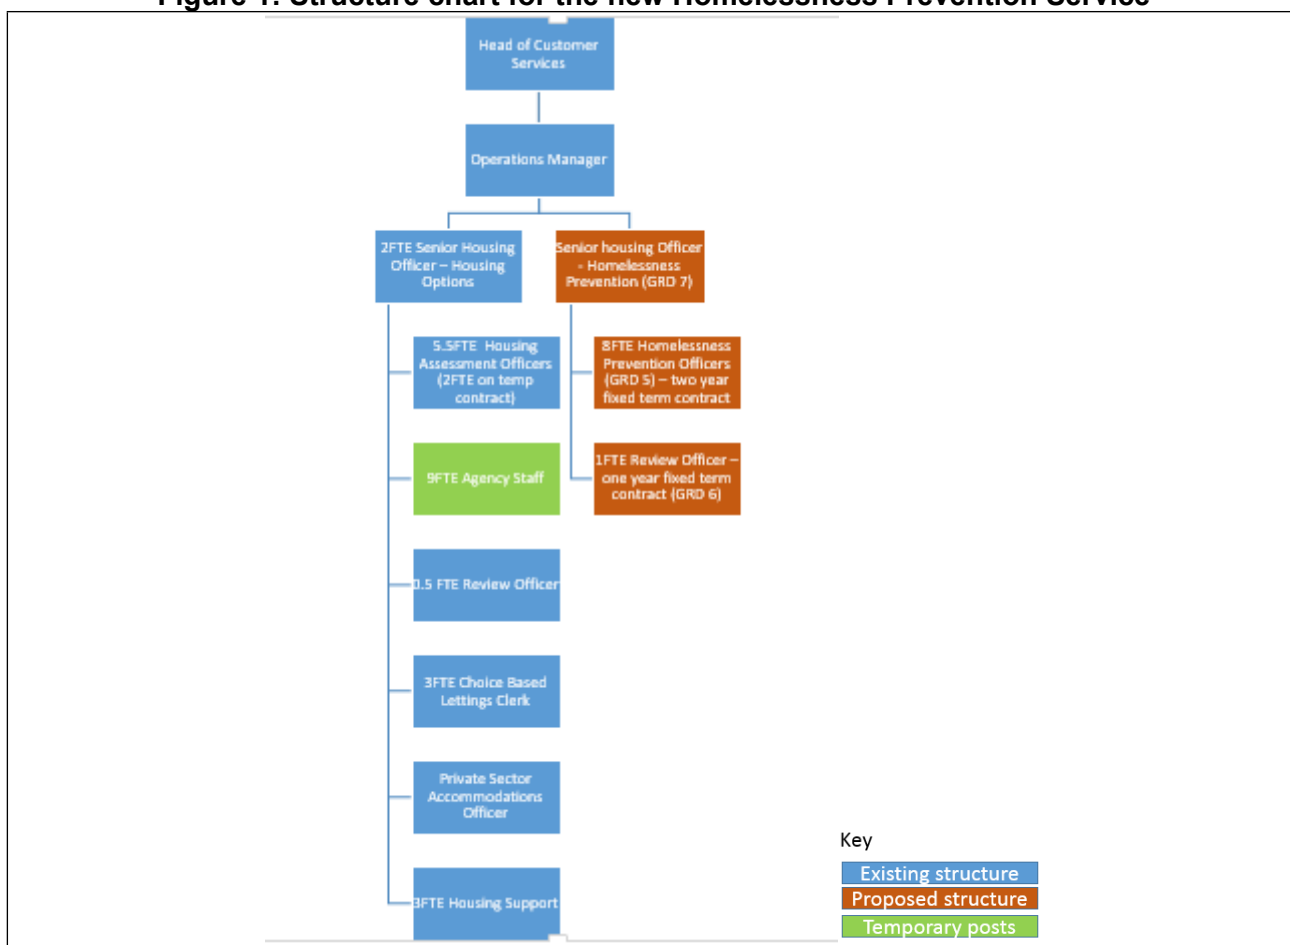 Figure 1: Structure chart for the new Homelessness Prevention Service
Head of Customer
Services
Operations Manager
2FTE Senior Housing
Officer – Housing
Options
Senior housing Officer
- Homelessness
Prevention (GRD 7)
5.5FTE Housing
Assessment Officers
(2FTE on temp
contract)
8FTE Homelessness
Prevention Officers
(GRD 5) – two year
fixed term contract
9FTE Agency Staff
1FTE Review Officer –
one year fixed term
contract (GRD 6)
0.5 FTE Review Officer
3FTE Choice Based
Lettings Clerk
Private Sector
Accommodations
Officer
3FTE Housing Support
Key
Existing structure
Proposed structure
Temporary posts